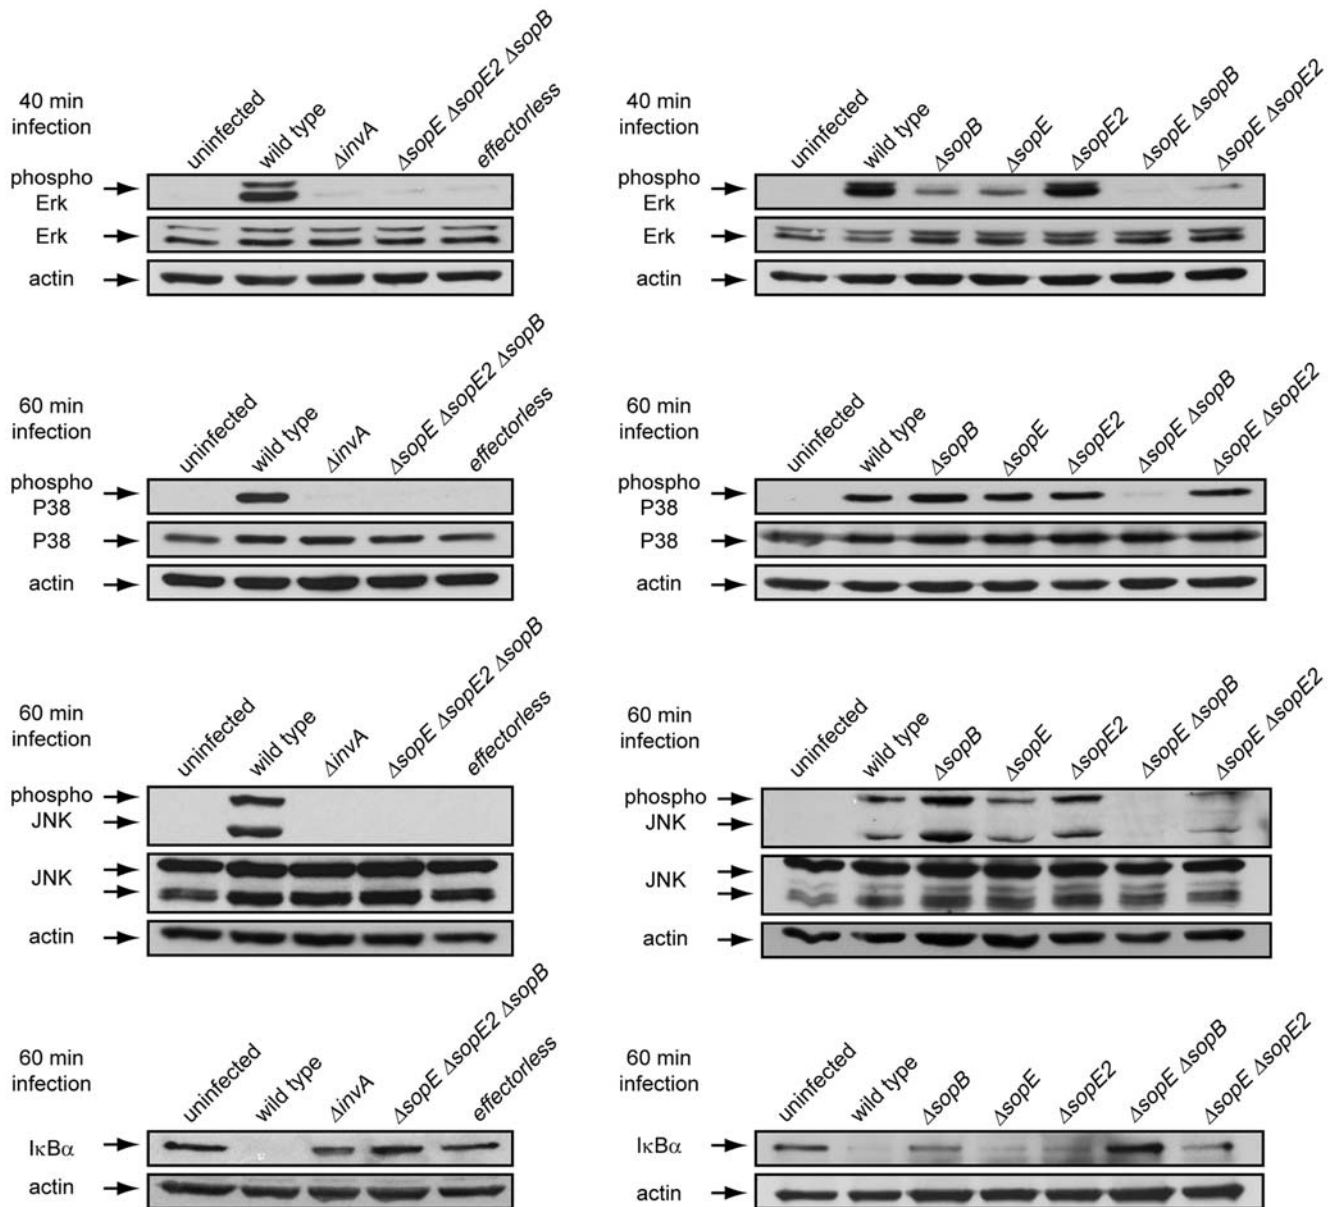 40 min
infection
uninfected
wild type
ΔinvA
ΔsopE ΔsopE2 ΔsopB
effectorless
phospho
Erk
Erk
actin
40 min
infection
uninfected
wild type
ΔsopB
ΔsopE
ΔsopE2
ΔsopE ΔsopB
ΔsopE ΔsopE2
phospho
Erk
Erk
actin
60 min
infection
uninfected
wild type
ΔinvA
ΔsopE ΔsopE2 ΔsopB
effectorless
phospho
P38
P38
actin
60 min
infection
uninfected
wild type
ΔsopB
ΔsopE
ΔsopE2
ΔsopE ΔsopB
ΔsopE ΔsopE2
phospho
P38
P38
actin
60 min
infection
uninfected
wild type
ΔinvA
ΔsopE ΔsopE2 ΔsopB
effectorless
phospho
JNK
JNK
actin
60 min
infection
uninfected
wild type
ΔsopB
ΔsopE
ΔsopE2
ΔsopE ΔsopB
ΔsopE ΔsopE2
phospho
JNK
JNK
actin
60 min
infection
uninfected
wild type
ΔinvA
ΔsopE ΔsopE2 ΔsopB
effectorless
IκBα
actin
60 min
infection
uninfected
wild type
ΔsopB
ΔsopE
ΔsopE2
ΔsopE ΔsopB
ΔsopE ΔsopE2
IκBα
actin